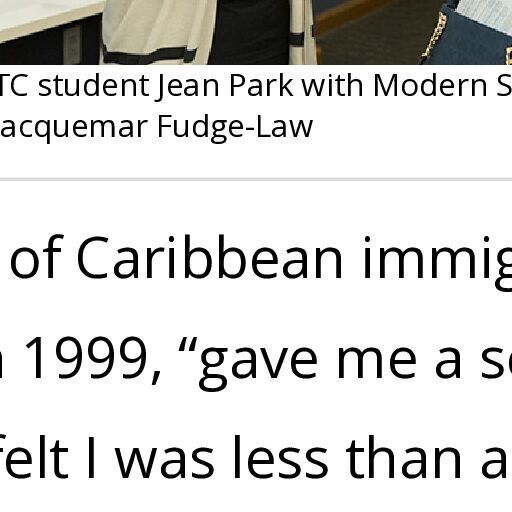 TC student Jean Park with Modern S
acquemar Fudge-Law
of Caribbean immig
1999, “gave me a s
felt I was less than a